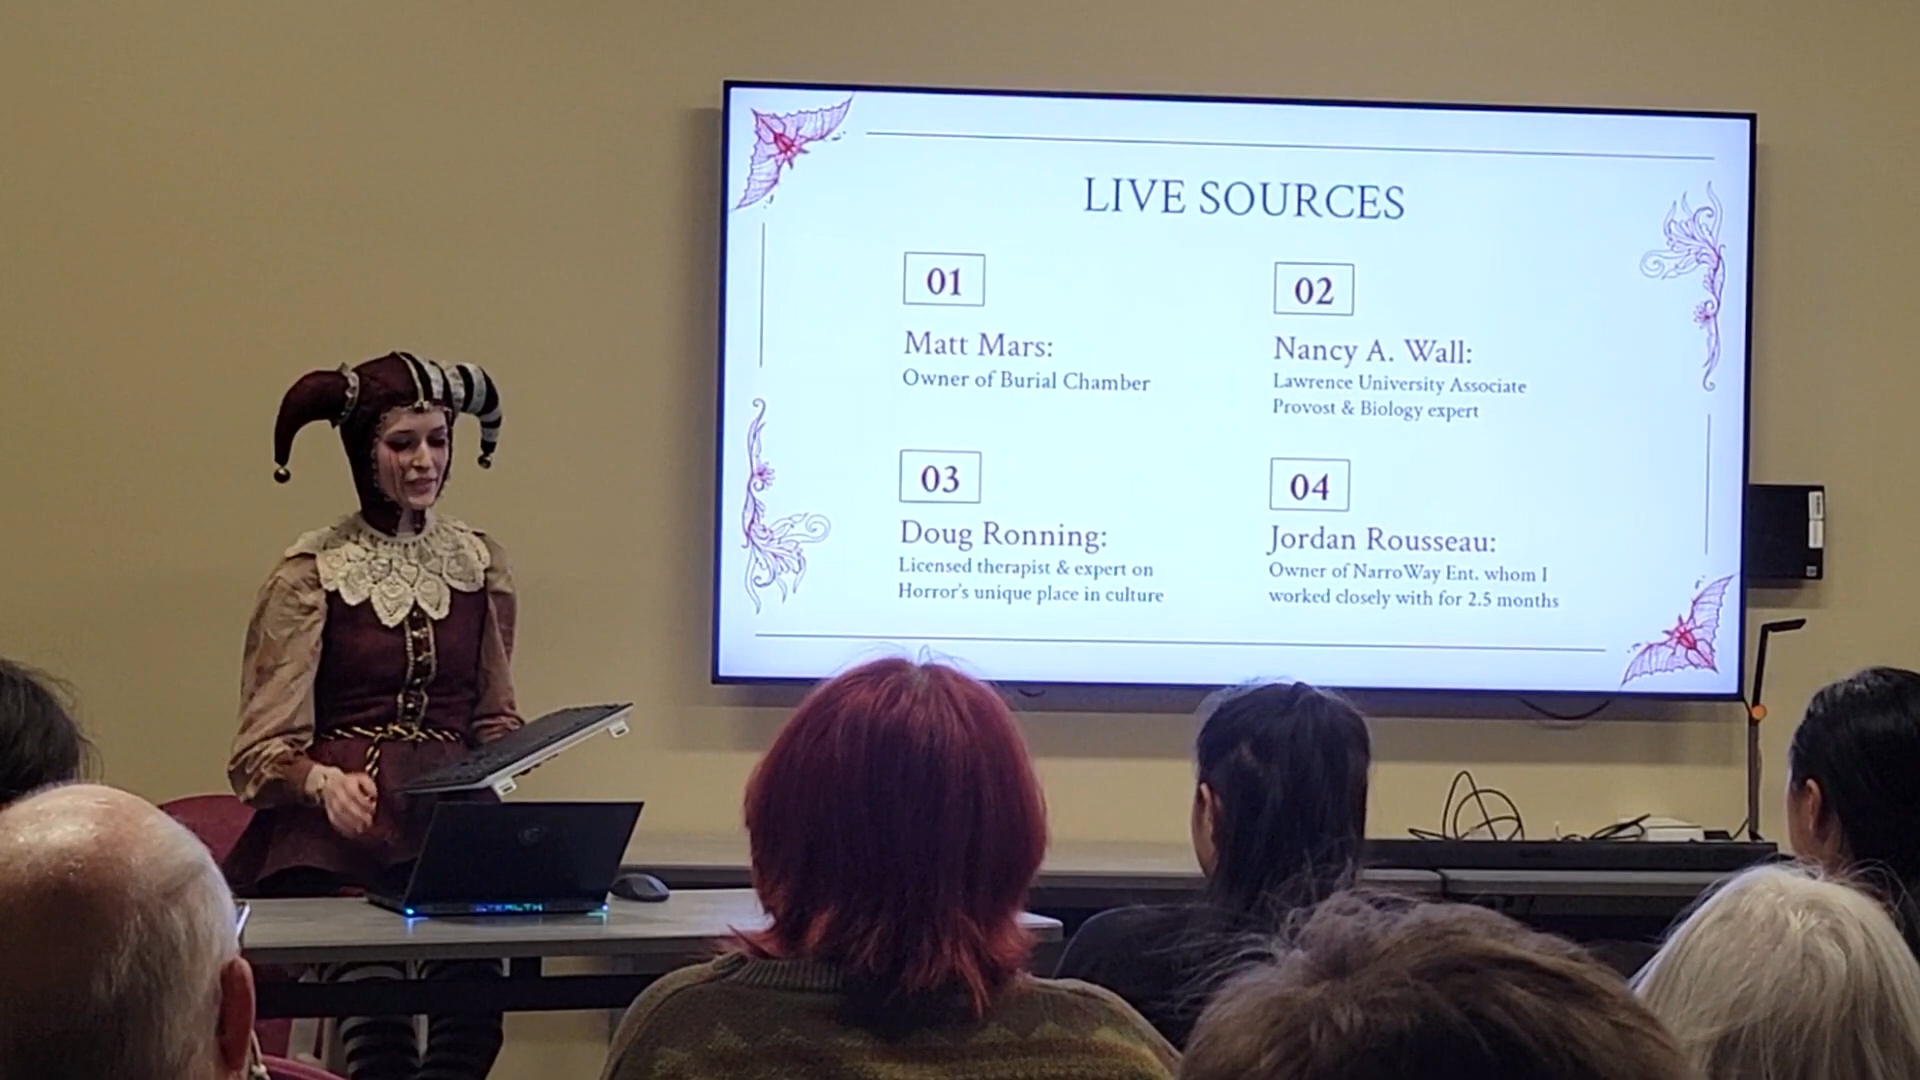 LIVE SOURCES
01
Matt Mars:
Owner of Burial Chamber
02
Nancy A. Wall:
Lawrence University Associate
Provost & Biology expert
03
Doug Ronning:
Licensed therapist & expert on
Horror's unique place in culture
04
Jordan Rousseau:
Owner of NarroWay Ent. whom I
worked closely with for 2.5 months
STEALTH